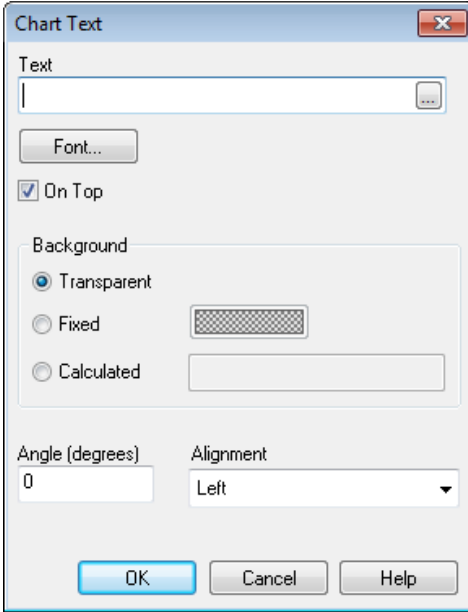 Chart Text
Text
...
Font...
On Top
Background
Transparent
Fixed
Calculated
Angle (degrees) Alignment
0 Left
OK Cancel Help